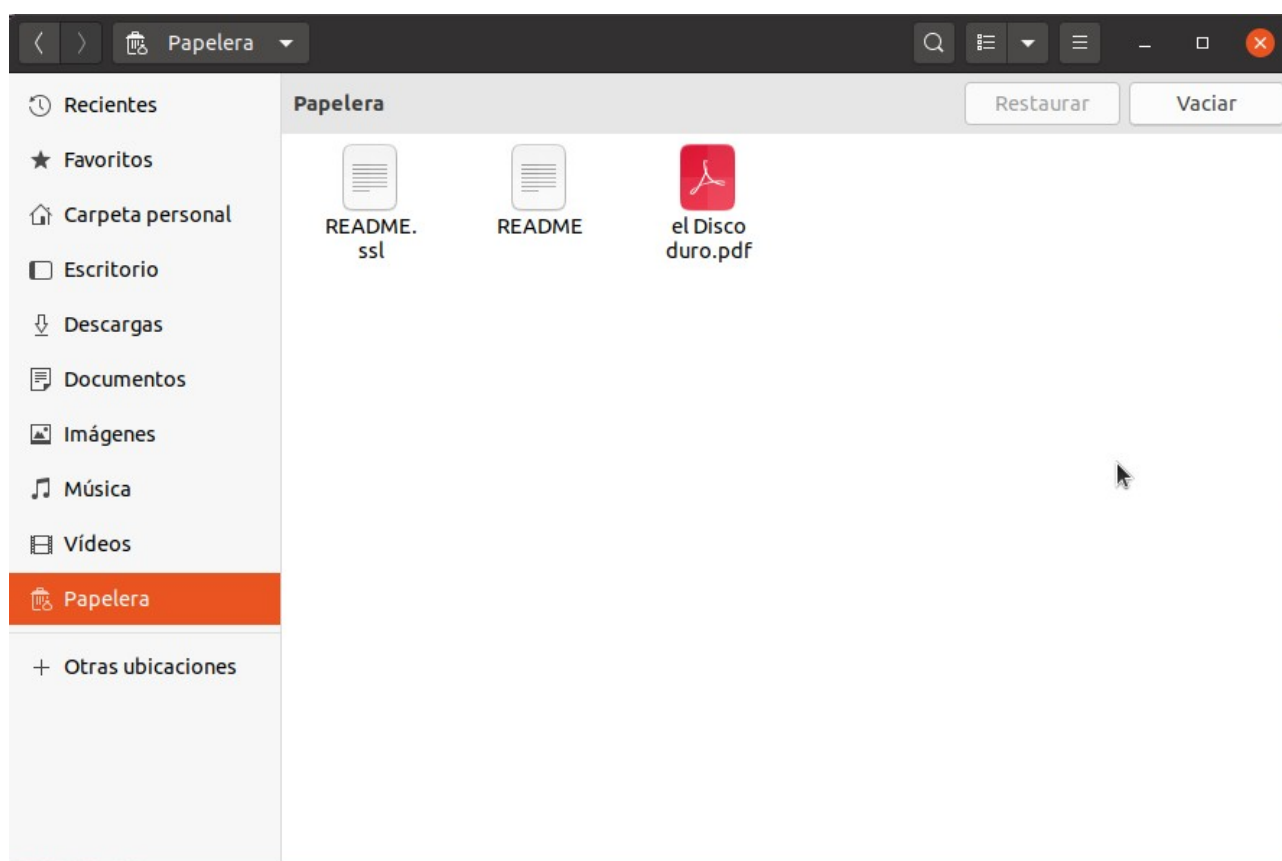 Papelera
Recientes
Favoritos
Carpeta personal
Escritorio
Descargas
Documentos
Imágenes
Música
Vídeos
Papelera
Otras ubicaciones
Papelera
Restaurar
Vaciar
README.
ssl
README
el Disco
duro.pdf